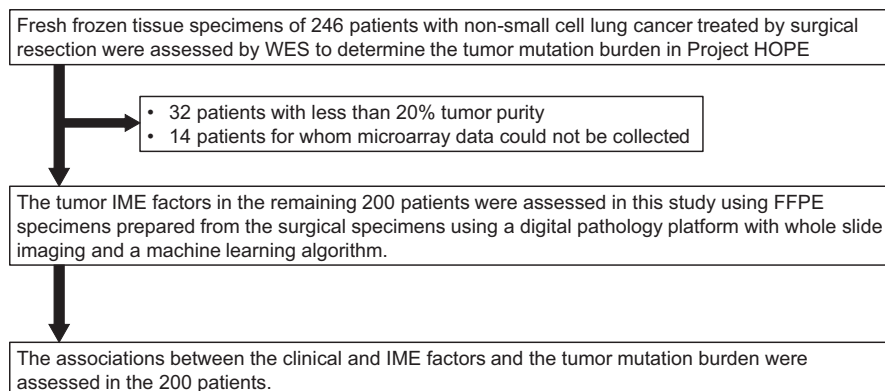 Fresh frozen tissue specimens of 246 patients with non-small cell lung cancer treated by surgical
resection were assessed by WES to determine the tumor mutation burden in Project HOPE
• 32 patients with less than 20% tumor purity
• 14 patients for whom microarray data could not be collected
The tumor IME factors in the remaining 200 patients were assessed in this study using FFPE
specimens prepared from the surgical specimens using a digital pathology platform with whole slide
imaging and a machine learning algorithm.
The associations between the clinical and IME factors and the tumor mutation burden were
assessed in the 200 patients.